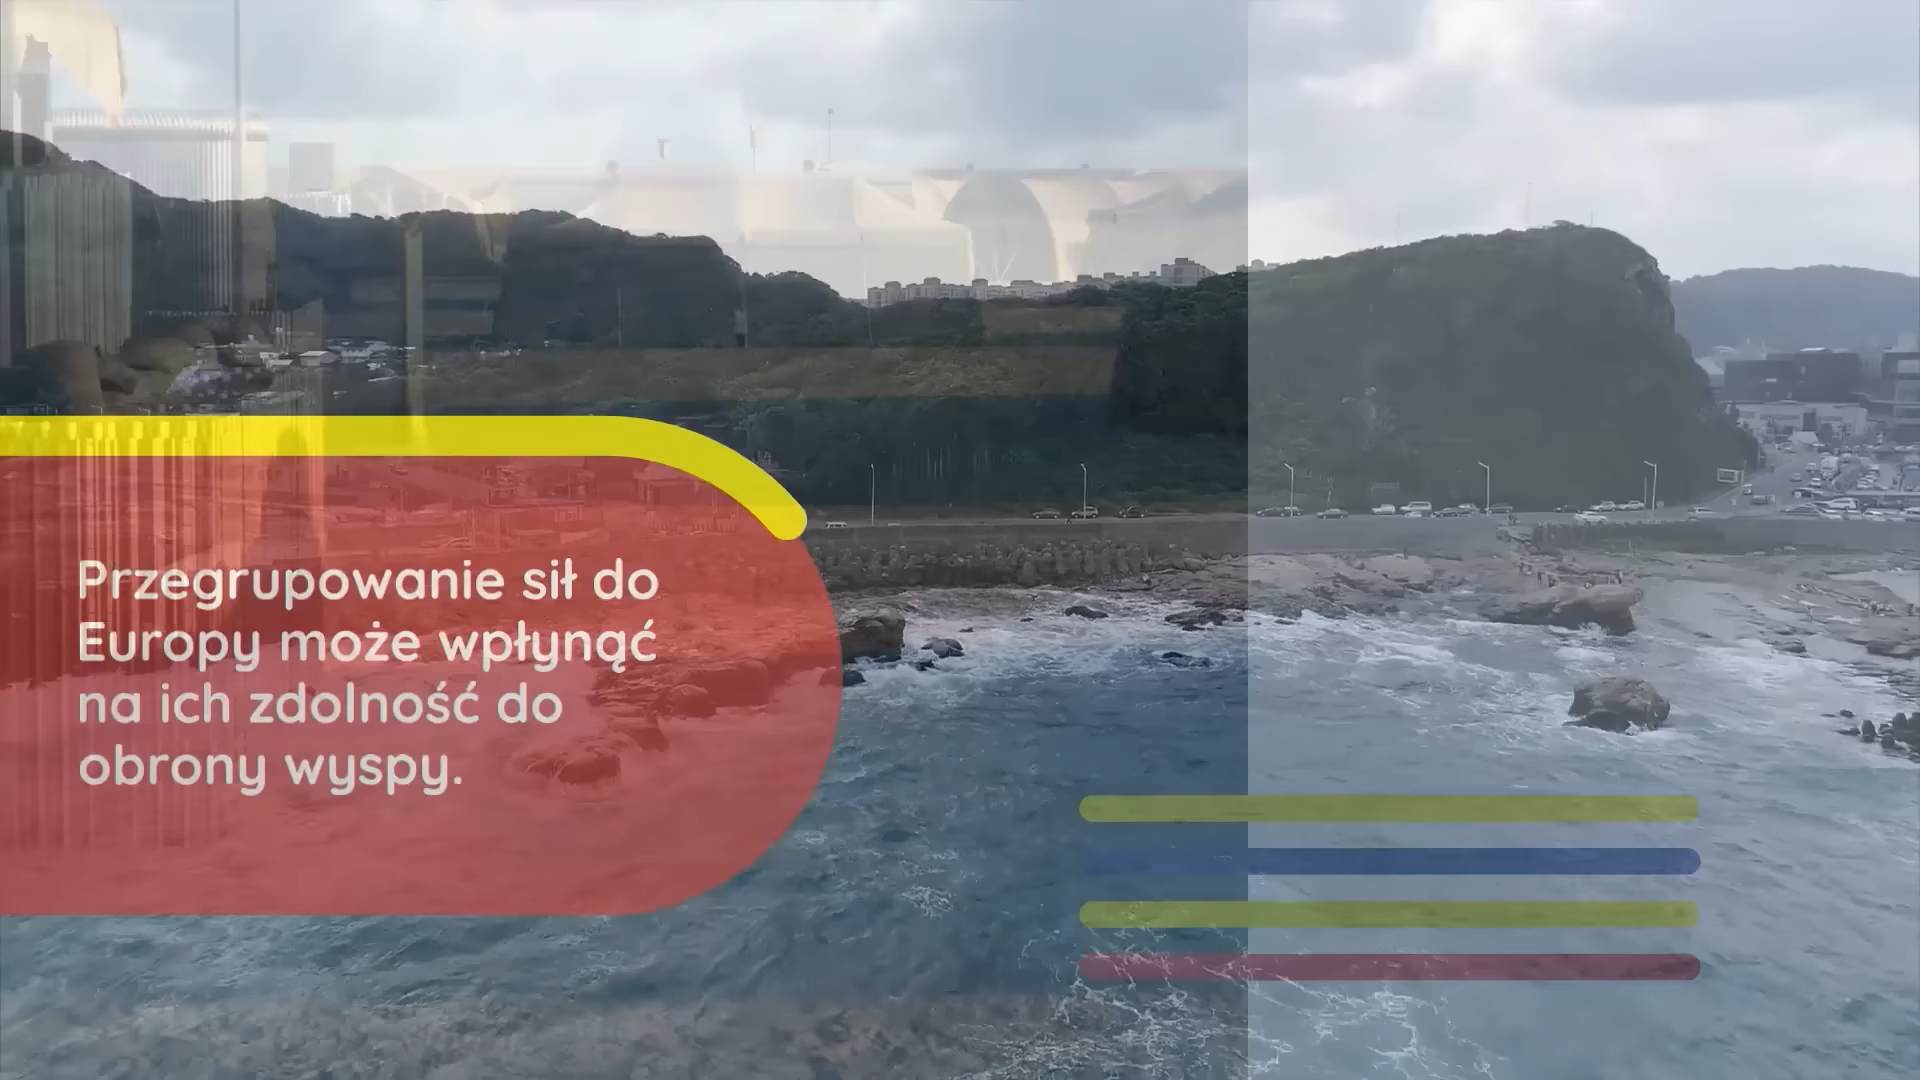 Przegrupowanie sił do
Europy może wpłynąć
na ich zdolność do
obrony wyspy.